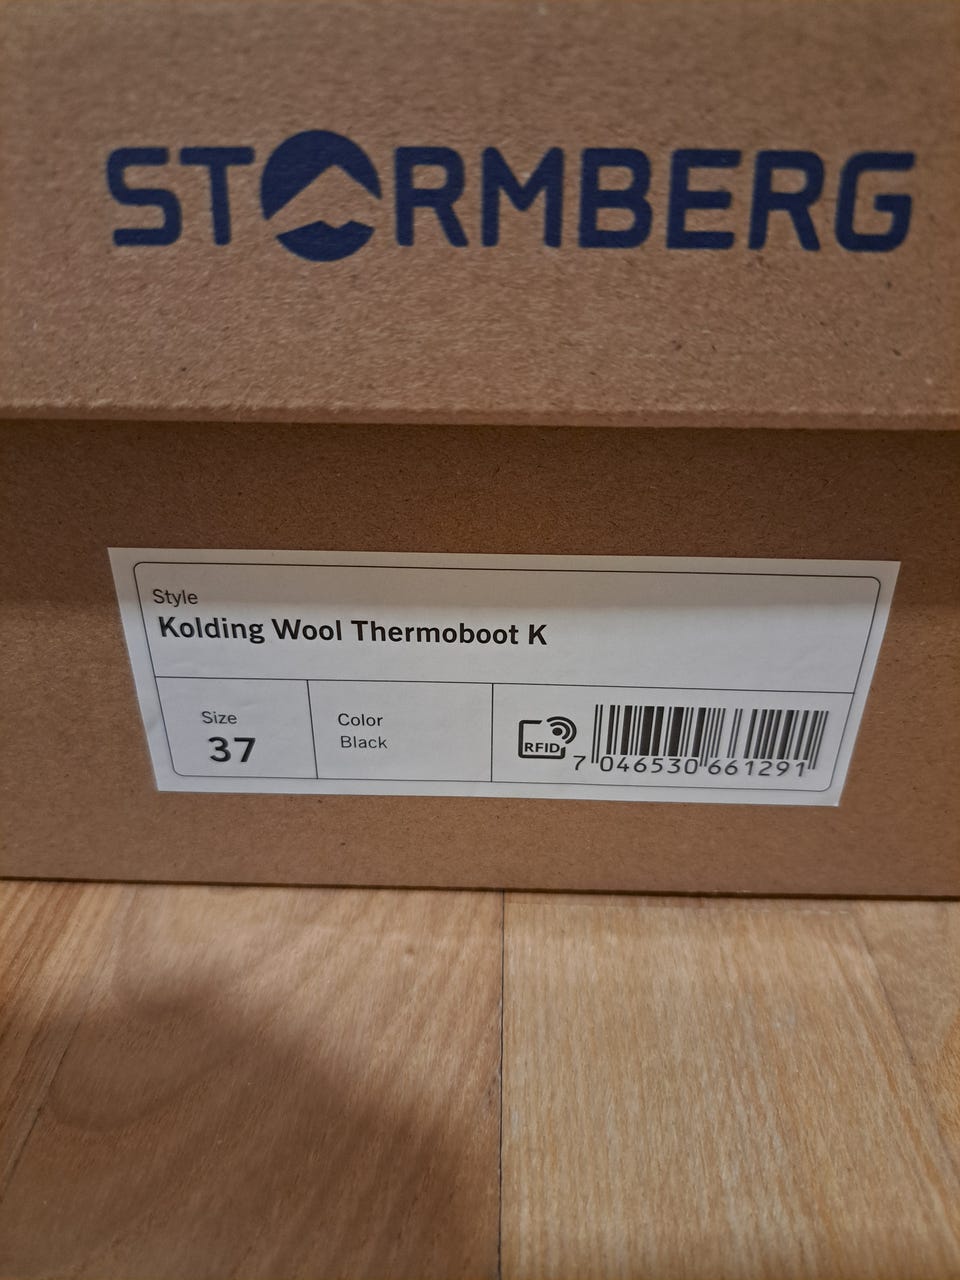 STORMBERG
Style
Kolding Wool Thermoboot K
Size
37
Color
Black
RFID
7 046530 661291